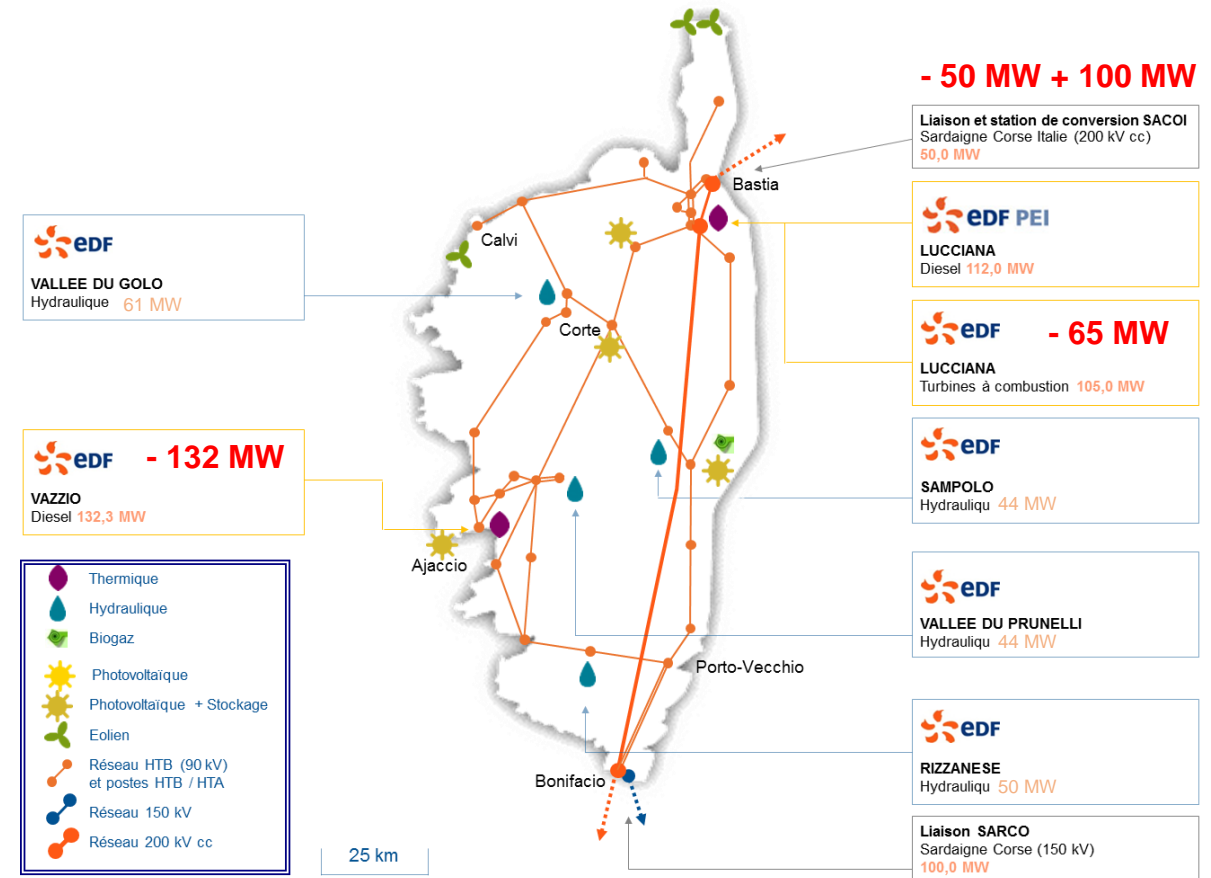 - 50 MW + 100 MW
Liaison et station de conversion SACOI
Sardaigne Corse Italie (200 kV cc)
50,0 MW
Bastia
edf PEI
LUCCIANA
Diesel 112,0 MW
edf
VALLEE DU GOLO
Hydraulique 61 MW
Calvi
Corte
edf
- 65 MW
LUCCIANA
Turbines à combustion 105,0 MW
edf
- 132 MW
VAZZIO
Diesel 132,3 MW
edf
SAMPOLO
Hydrauliqu 44 MW
Ajaccio
edf
VALLEE DU PRUNELLI
Hydrauliqu 44 MW
Porto-Vecchio
edf
RIZZANESE
Hydrauliqu 50 MW
Bonifacio
Liaison SARCO
Sardaigne Corse (150 kV)
100,0 MW
Thermique
Hydraulique
Biogaz
Photovoltaïque
Photovoltaïque + Stockage
Eolien
Réseau HTB (90 kV)
et postes HTB / HTA
Réseau 150 kV
Réseau 200 kV cc
25 km